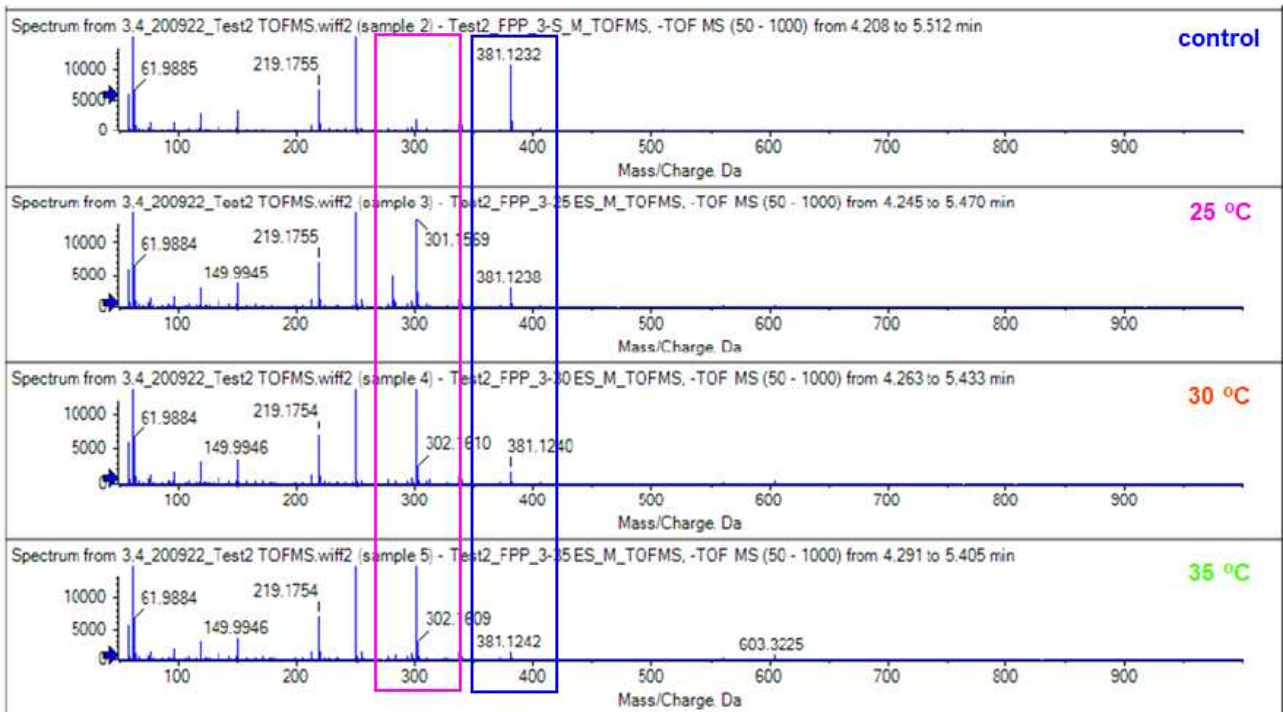 Spectrum from 3.4_200922_Test2 TOFMS.wiff2 (sample 2) - Test2_FPP_3-S_M_TOFMS, -TOF MS (50 - 1000) from 4.208 to 5.512 min
control
381.1232
10000
61.9885
219.1755
5000
0
100 200 300 400 500 600 700 800 900
Mass/Charge, Da
Spectrum from 3.4_200922_Test2 TOFMS.wiff2 (sample 3) - Test2_FPP_3-25 ES_M_TOFMS, -TOF MS (50 - 1000) from 4.245 to 5.470 min
25 °C
10000
61.9884
219.1755
301.1569
149.9945
381.1238
5000
0
100 200 300 400 500 600 700 800 900
Mass/Charge, Da
Spectrum from 3.4_200922_Test2 TOFMS.wiff2 (sample 4) - Test2_FPP_3-30 ES_M_TOFMS, -TOF MS (50 - 1000) from 4.263 to 5.433 min
30 °C
10000
61.9884
219.1754
149.9946
302.1610
381.1240
5000
0
100 200 300 400 500 600 700 800 900
Mass/Charge, Da
Spectrum from 3.4_200922_Test2 TOFMS.wiff2 (sample 5) - Test2_FPP_3-35 ES_M_TOFMS, -TOF MS (50 - 1000) from 4.291 to 5.405 min
35 °C
10000
61.9884
219.1754
149.9946
302.1609
381.1242
603.3225
5000
0
100 200 300 400 500 600 700 800 900
Mass/Charge, Da